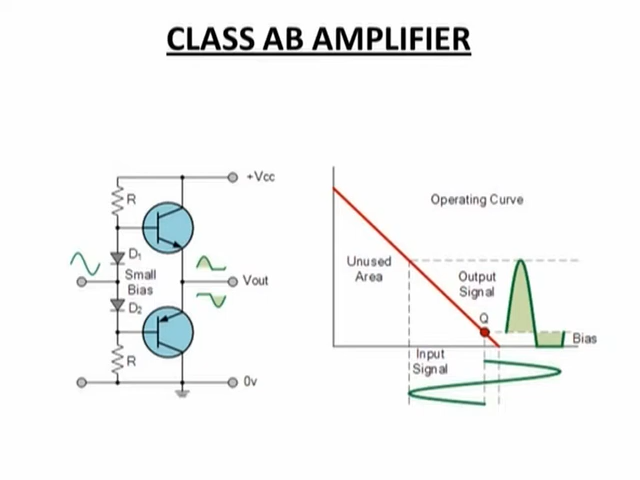 CLASS AB AMPLIFIER
+Vcc
R
D1
Small
Bias
D2
Vout
R
0v
Operating Curve
Unused
Area
Output
Signal
Q
Bias
Input
Signal